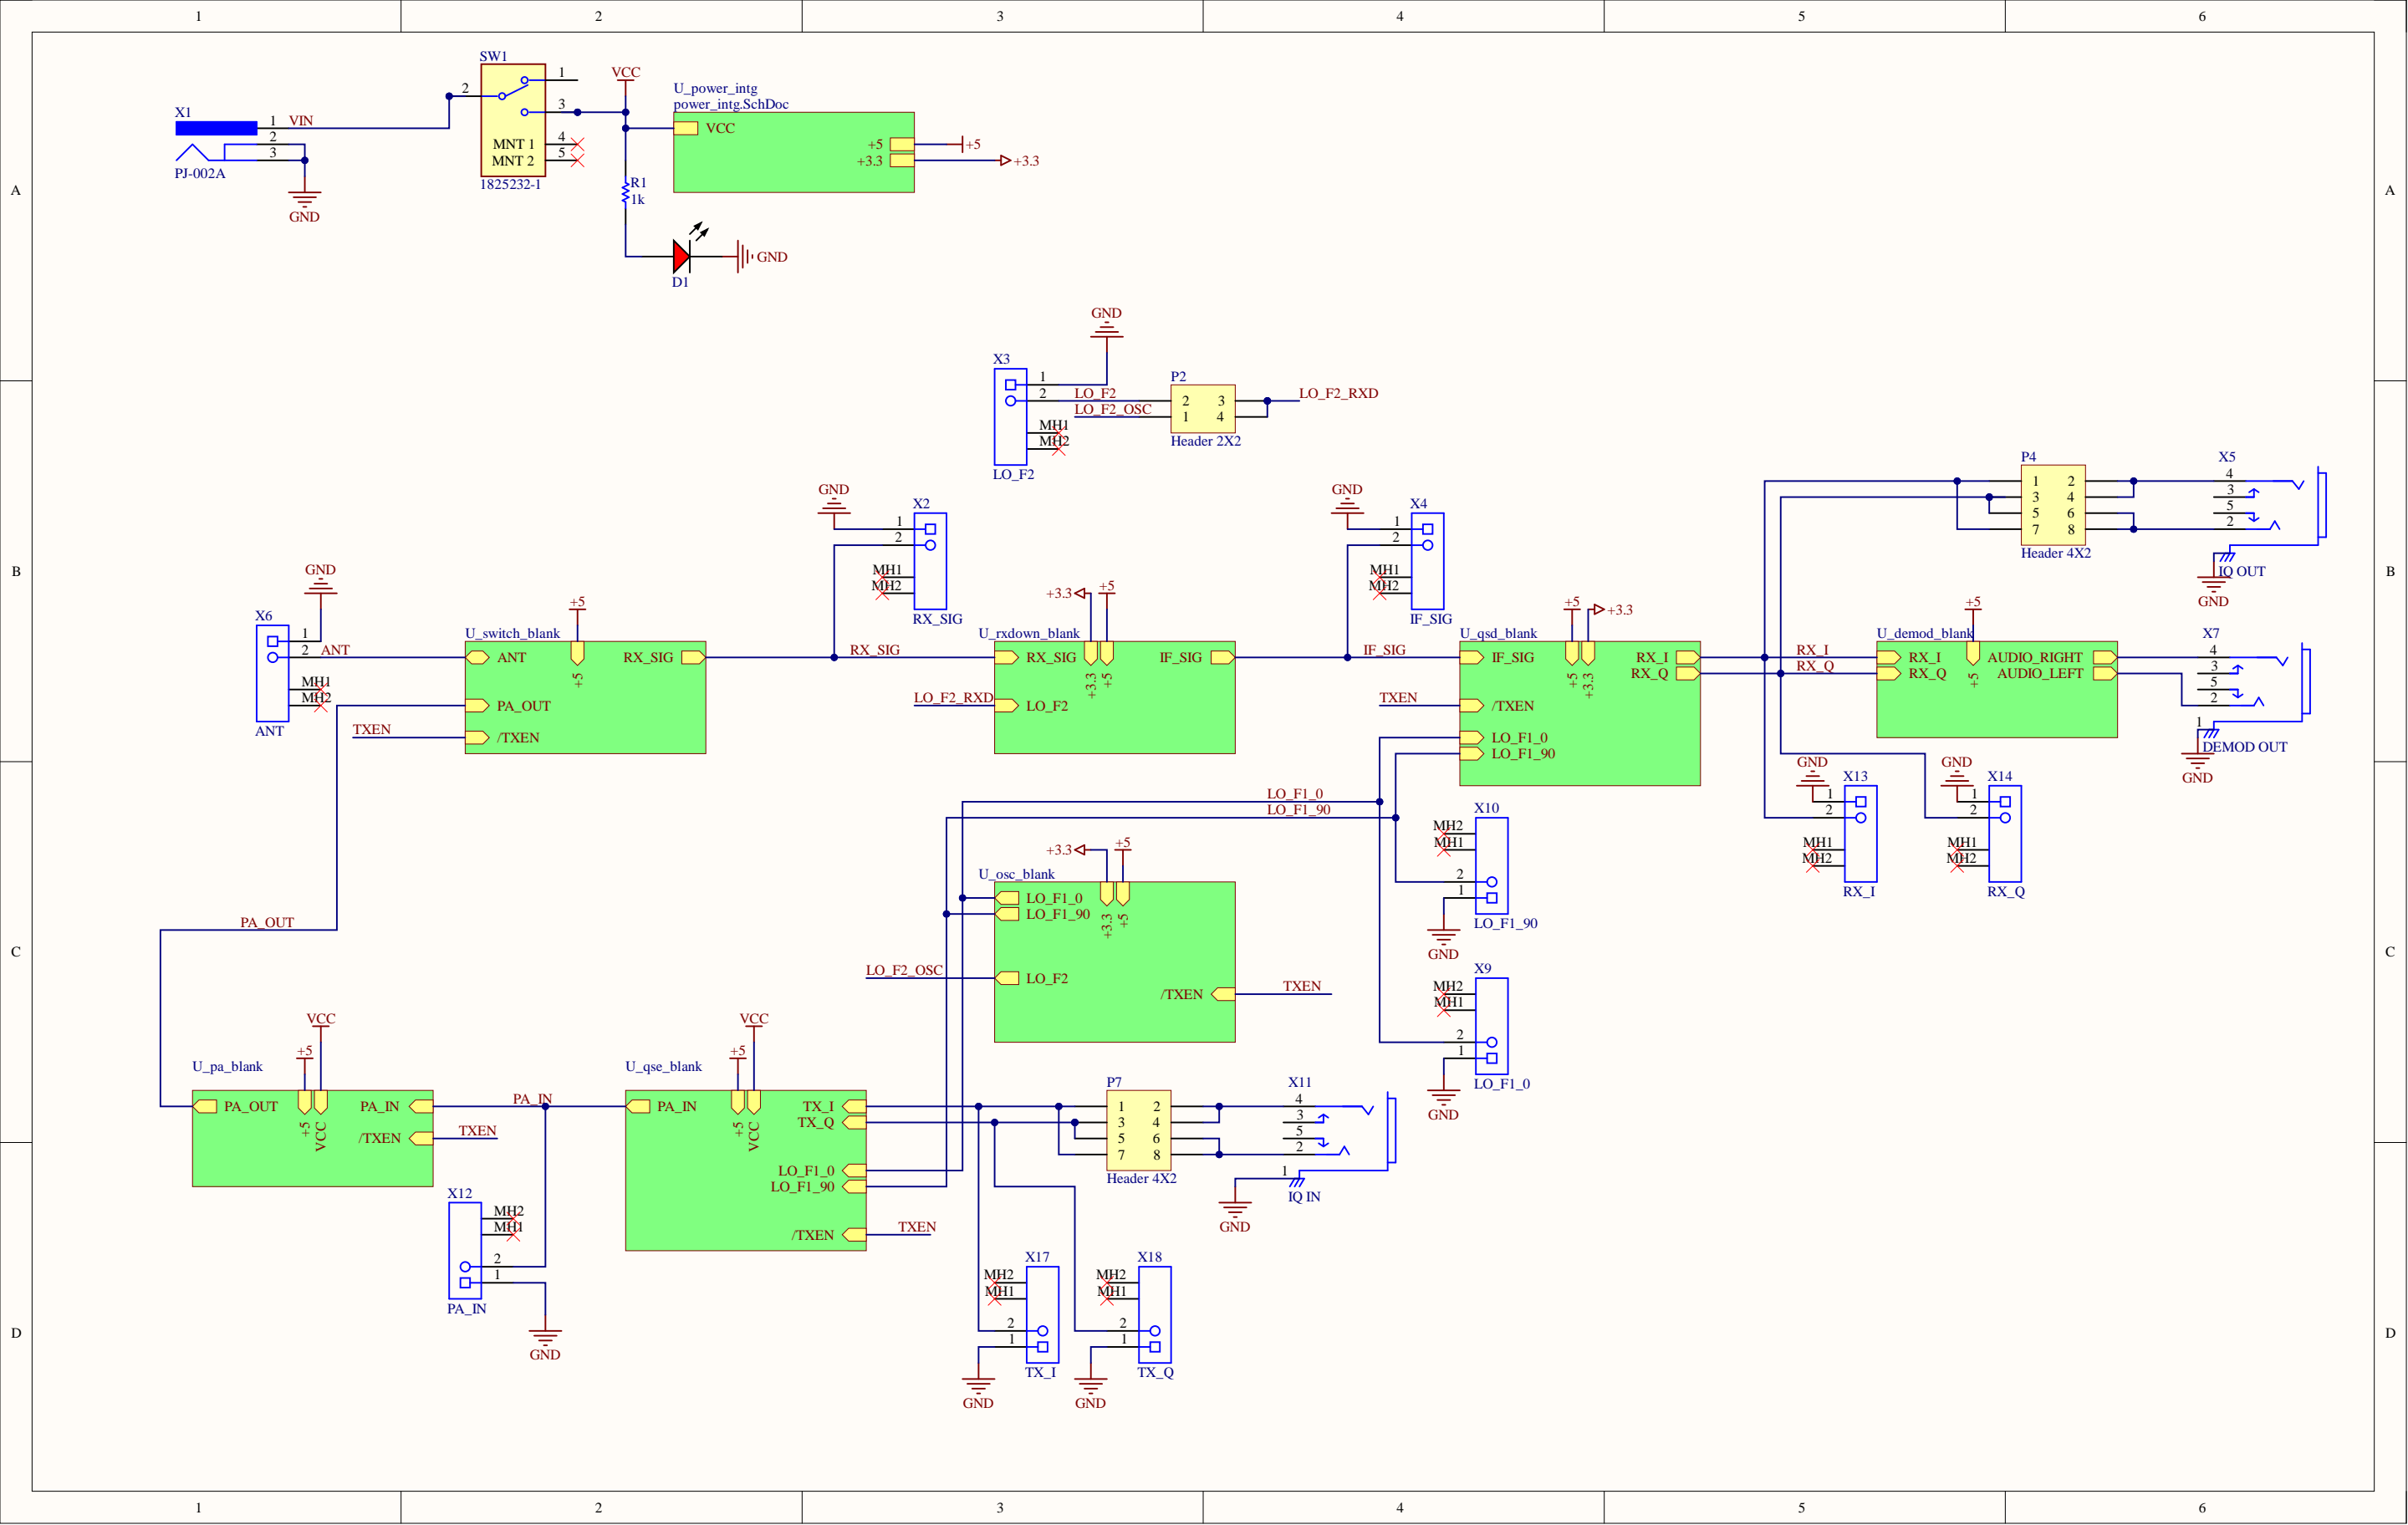 1 2 3 4 5 6
A A
B B
C C
D D
X1
1 VIN
2
3
PJ-002A
GND
SW1
1
2
3
MNT 1 4
MNT 2 5
1825232-1
VCC
R1
1k
D1
GND
U_power_intg
power_intg.SchDoc
VCC
+5 +5
+3.3 +3.3
GND
X3
1
2 LO_F2
LO_F2_OSC
MH1
MH2
LO_F2
P2
2 3
1 4
Header 2X2
LO_F2_RXD
GND
X2
1
2
MH1
MH2
RX_SIG
GND
X4
1
2
MH1
MH2
IF_SIG
P4
1 2
3 4
5 6
7 8
Header 4X2
X5
4
3
5
2
IQ OUT
GND
GND
X6
1
2 ANT
MH1
MH2
ANT
TXEN
+5
U_switch_blank
ANT RX_SIG
+5
PA_OUT
/TXEN
RX_SIG
LO_F2_RXD
+3.3 +5
U_rxdown_blank
RX_SIG IF_SIG
+3.3 +5
LO_F2
IF_SIG
TXEN
+5 +3.3
U_qsd_blank
IF_SIG RX_I
RX_Q
+5 +3.3
/TXEN
LO_F1_0
LO_F1_90
RX_I
RX_Q
+5
U_demod_blank
RX_I AUDIO_RIGHT
RX_Q AUDIO_LEFT
+5
X7
4
3
5
2
1
DEMOD OUT
GND
GND
X13
1
2
MH1
MH2
RX_I
GND
X14
1
2
MH1
MH2
RX_Q
LO_F1_0
LO_F1_90
X10
MH2
MH1
2
1
LO_F1_90
GND
+3.3 +5
U_osc_blank
LO_F1_0
LO_F1_90
+3.3 +5
LO_F2_OSC
LO_F2
/TXEN
TXEN
X9
MH2
MH1
2
1
LO_F1_0
GND
PA_OUT
VCC
+5
U_pa_blank
PA_OUT PA_IN
+5 VCC
/TXEN
TXEN
PA_IN
VCC
+5
U_qse_blank
PA_IN TX_I
TX_Q
+5 VCC
LO_F1_0
LO_F1_90
/TXEN
TXEN
P7
1 2
3 4
5 6
7 8
Header 4X2
X11
4
3
5
2
1
IQ IN
GND
X12
MH2
MH1
2
1
PA_IN
GND
X17
MH2
MH1
2
1
TX_I
GND
X18
MH2
MH1
2
1
TX_Q
GND
1 2 3 4 5 6